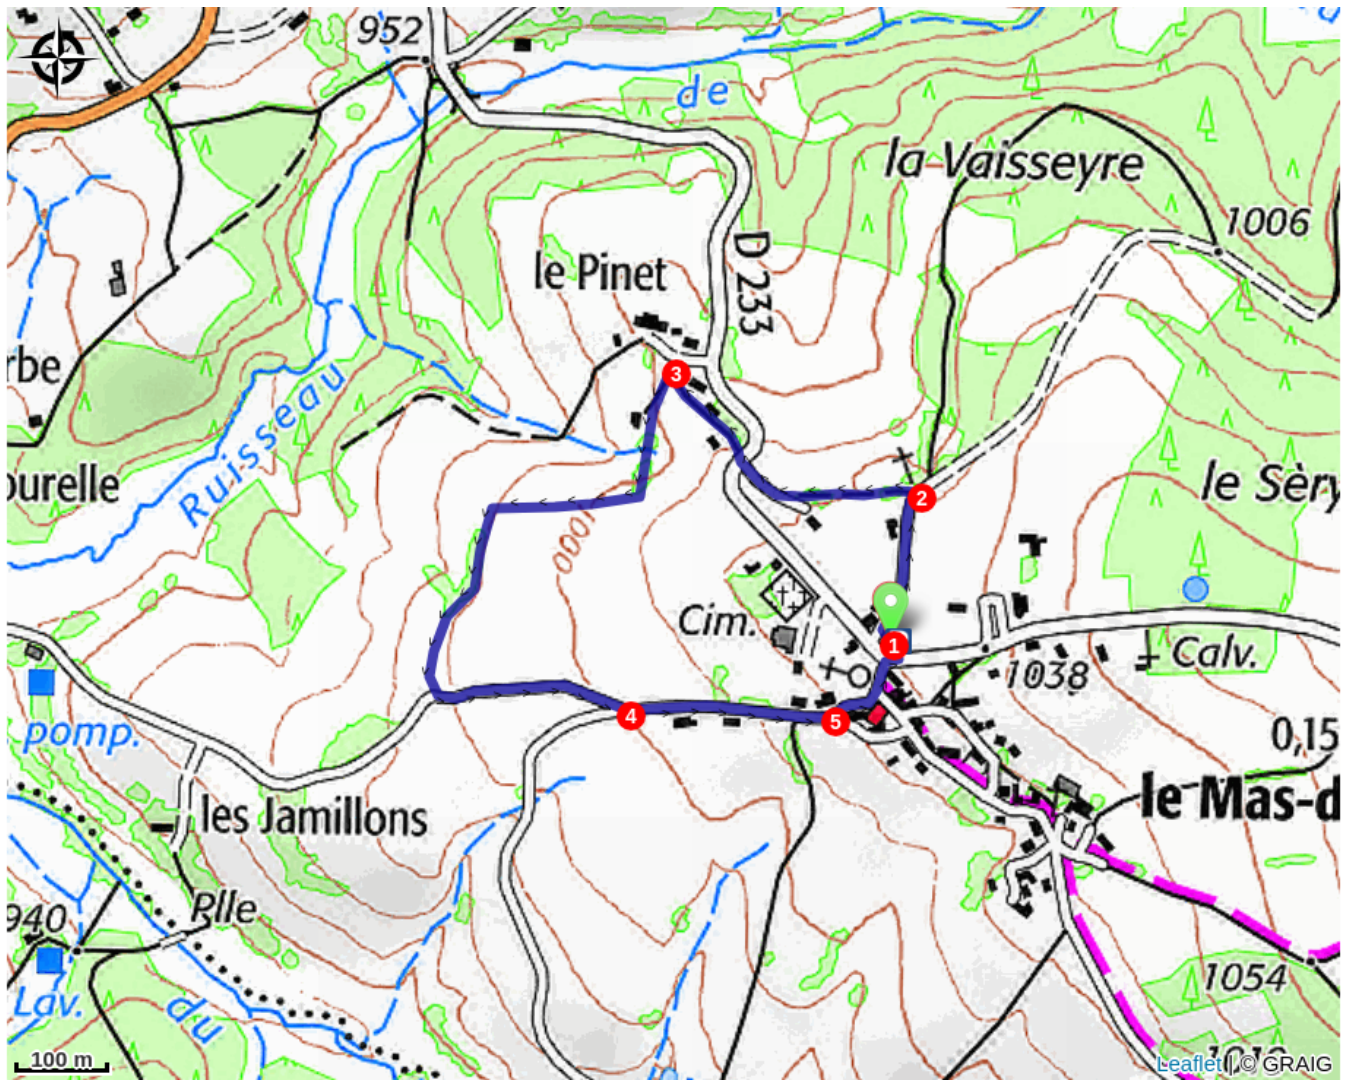 952
de
la Vaisseyre
1006
le Pinet
D 233
rbe
Ruisseau
ourelle
le Sèry
1000
3
2
Cim.
1
Calv.
1038
pomp.
4
5
0,15
le Mas-d
les Jamillons
Plle
940
1054
Lav.
du
100 m
Leaflet | © GRAIG